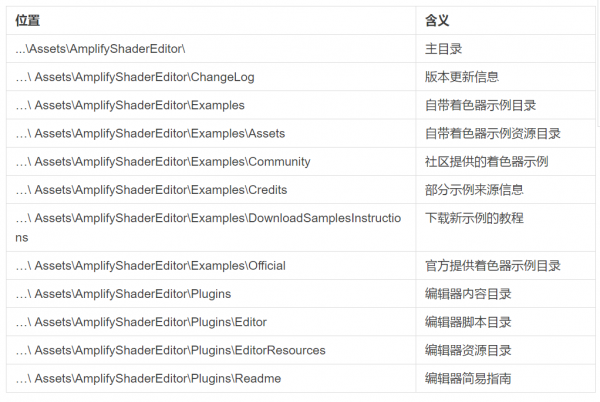 位置 含义
...\Assets\AmplifyShaderEditor\ 主目录
…\ Assets\AmplifyShaderEditor\ChangeLog 版本更新信息
…\ Assets\AmplifyShaderEditor\Examples 自带着色器示例目录
…\ Assets\AmplifyShaderEditor\Examples\Assets 自带着色器示例资源目录
…\ Assets\AmplifyShaderEditor\Examples\Community 社区提供的着色器示例
…\ Assets\AmplifyShaderEditor\Examples\Credits 部分示例来源信息
…\ Assets\AmplifyShaderEditor\Examples\DownloadSamplesInstructio 下载新示例的教程
ns
…\ Assets\AmplifyShaderEditor\Examples\Official 官方提供着色器示例目录
…\ Assets\AmplifyShaderEditor\Plugins 编辑器内容目录
…\ Assets\AmplifyShaderEditor\Plugins\Editor 编辑器脚本目录
…\ Assets\AmplifyShaderEditor\Plugins\EditorResources 编辑器资源目录
…\ Assets\AmplifyShaderEditor\Plugins\Readme 编辑器简易指南